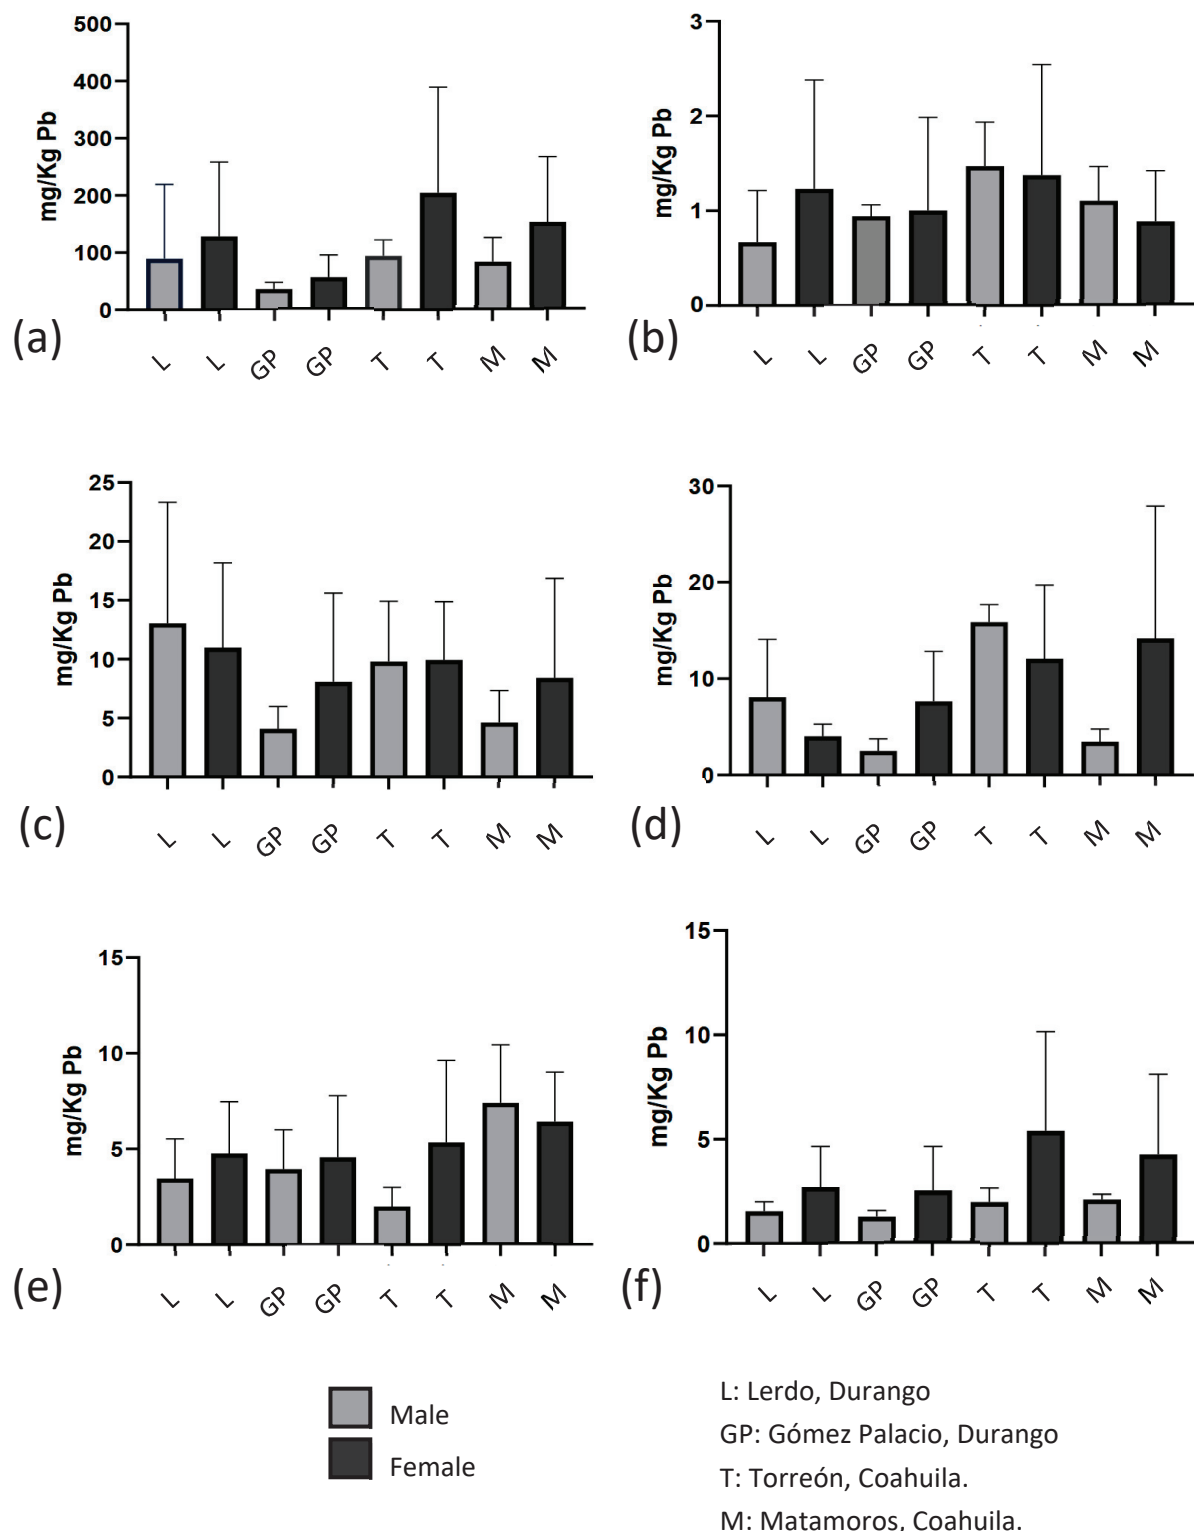 500
400
300
200
100
0
mg/Kg Pb
L L GP GP T T M M
(a)
3
2
1
0
mg/Kg Pb
L L GP GP T T M M
(b)
25
20
15
10
5
0
mg/Kg Pb
L L GP GP T T M M
(c)
30
20
10
0
mg/Kg Pb
L L GP GP T T M M
(d)
15
10
5
0
mg/Kg Pb
L L GP GP T T M M
(e)
15
10
5
0
mg/Kg Pb
L L GP GP T T M M
(f)
Male
Female
L: Lerdo, Durango
GP: Gómez Palacio, Durango
T: Torreón, Coahuila.
M: Matamoros, Coahuila.